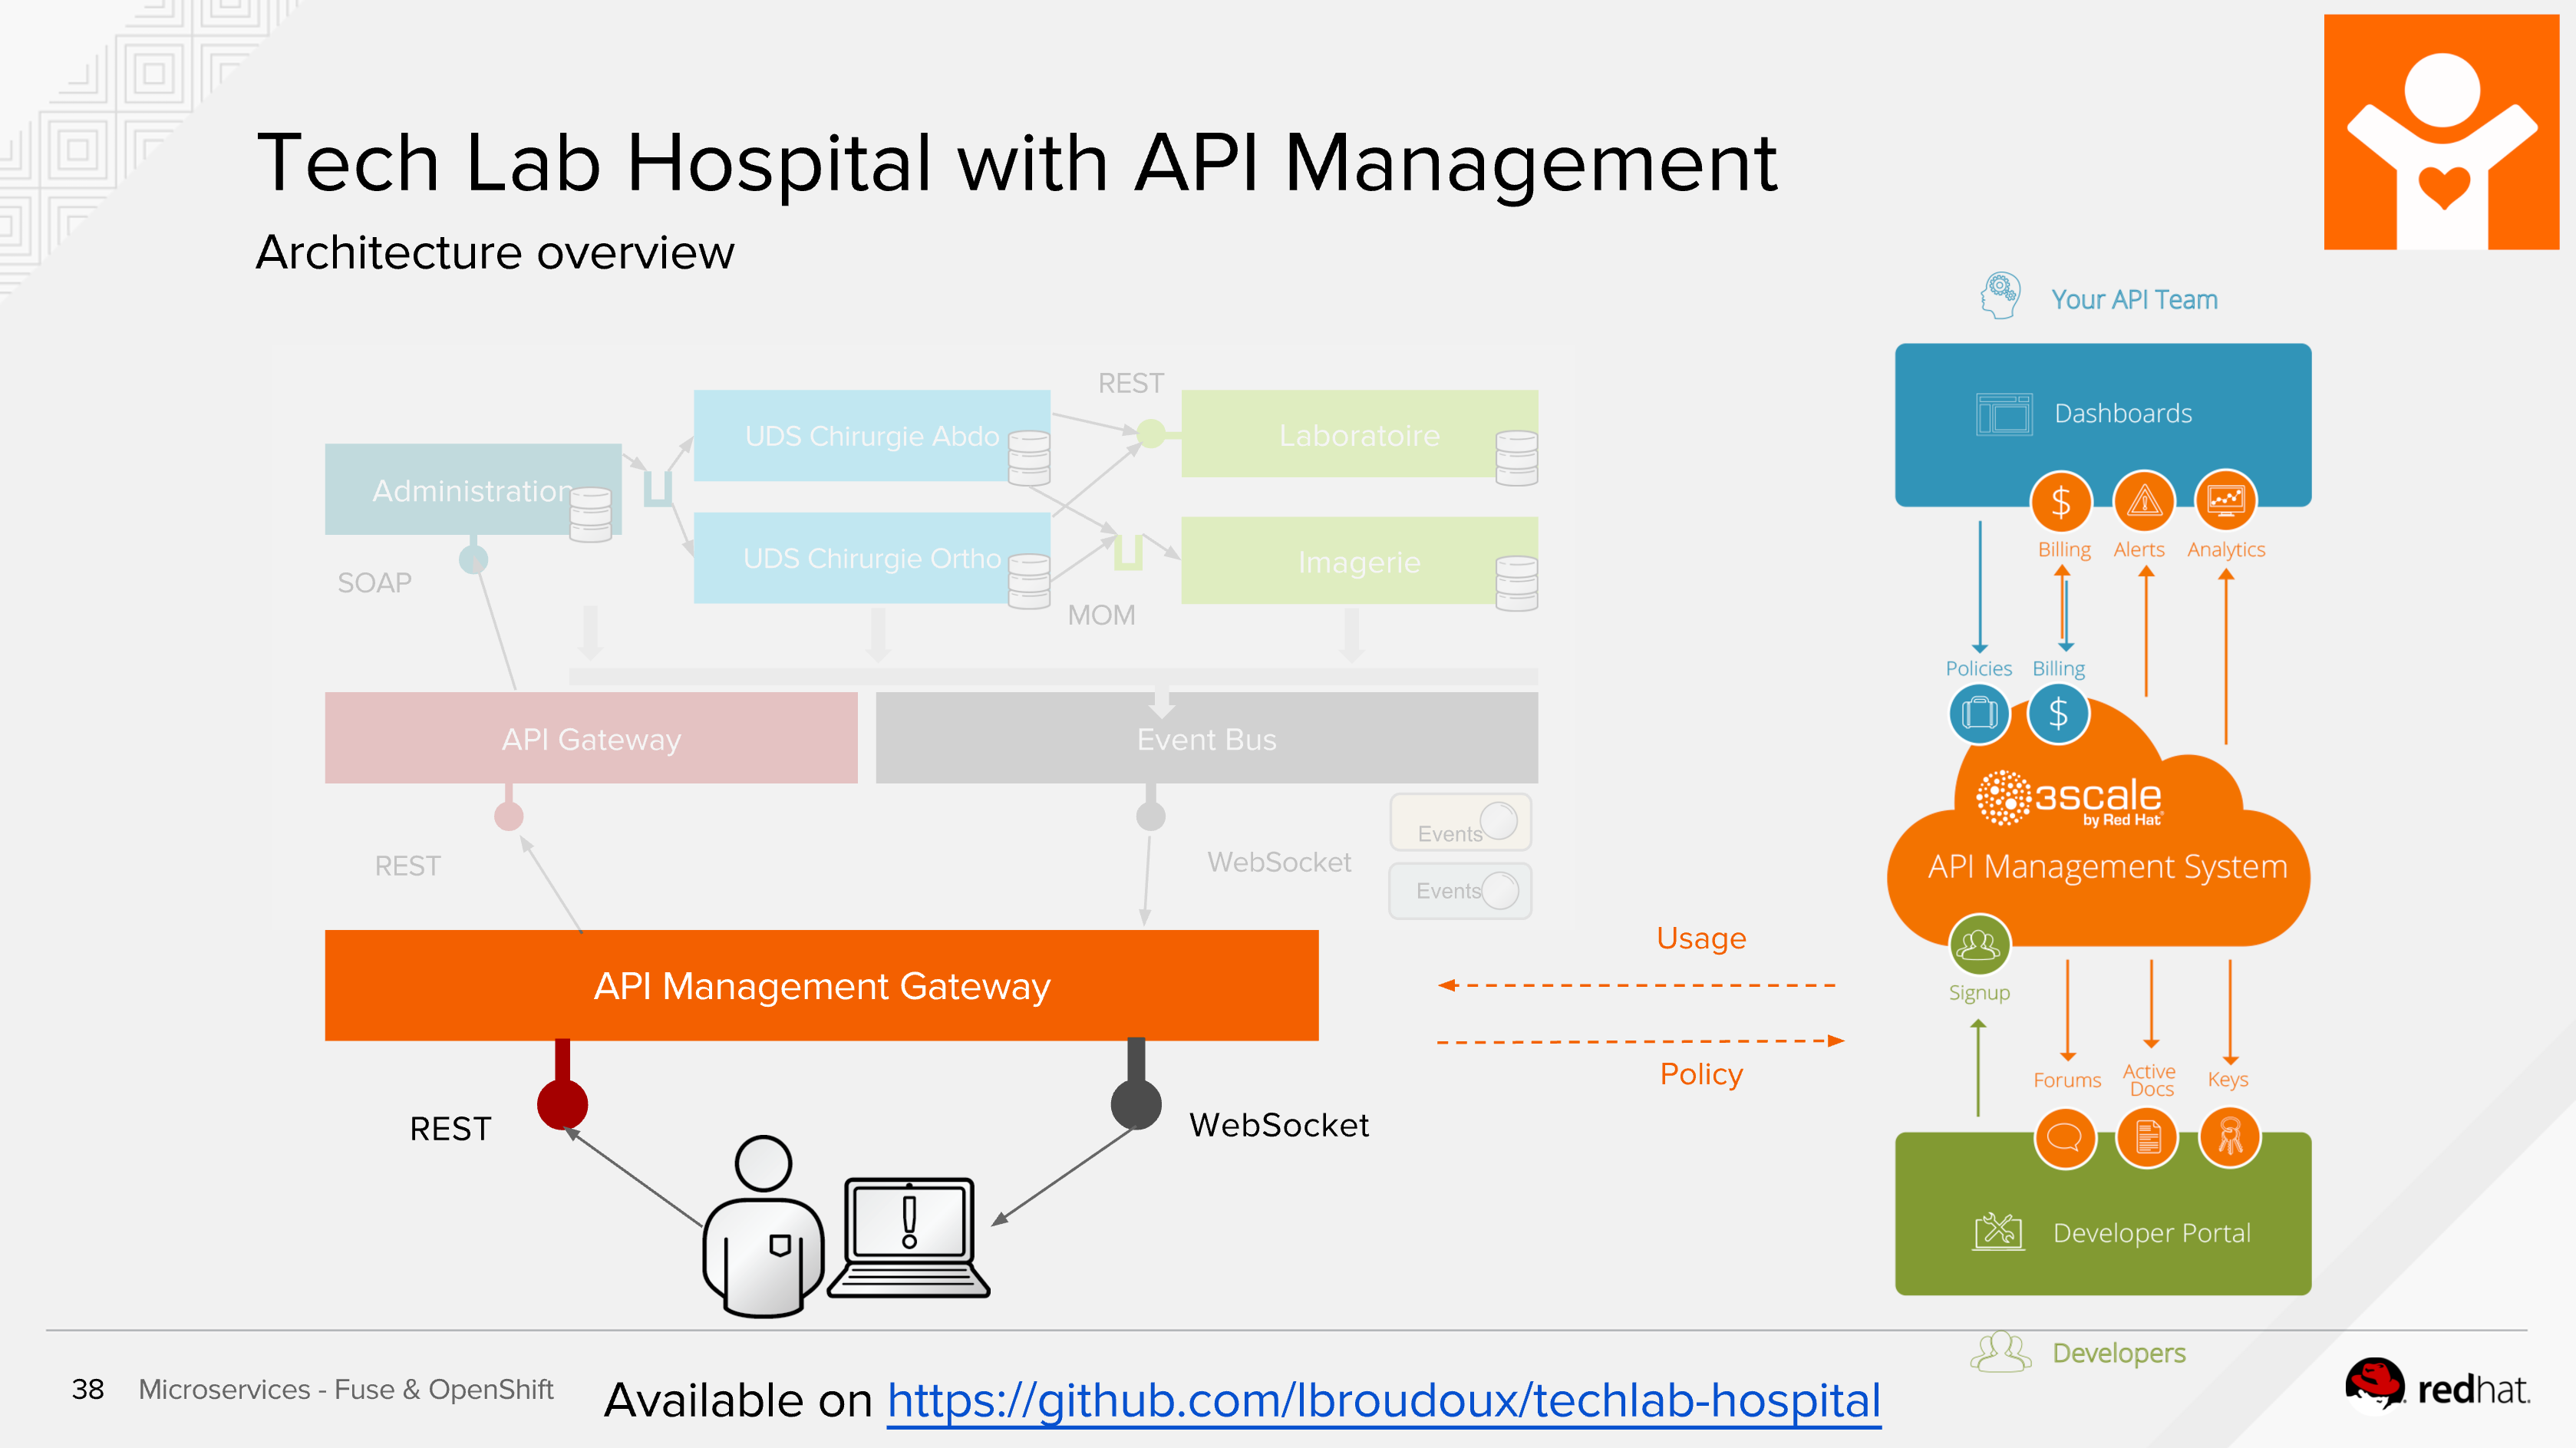 Tech Lab Hospital with API Management
Architecture overview
Your API Team
Dashboards
Billing
Alerts
Analytics
Policies
Billing
3scale
by Red Hat
API Management System
Signup
Forums
Active
Docs
Keys
Developer Portal
Developers
REST
UDS Chirurgie Abdo
Laboratoire
Administration
UDS Chirurgie Ortho
Imagerie
SOAP
MOM
API Gateway
Event Bus
REST
WebSocket
Events
Events
API Management Gateway
Usage
Policy
REST
WebSocket
38 Microservices - Fuse & OpenShift
Available on https://github.com/lbroudoux/techlab-hospital
redhat.